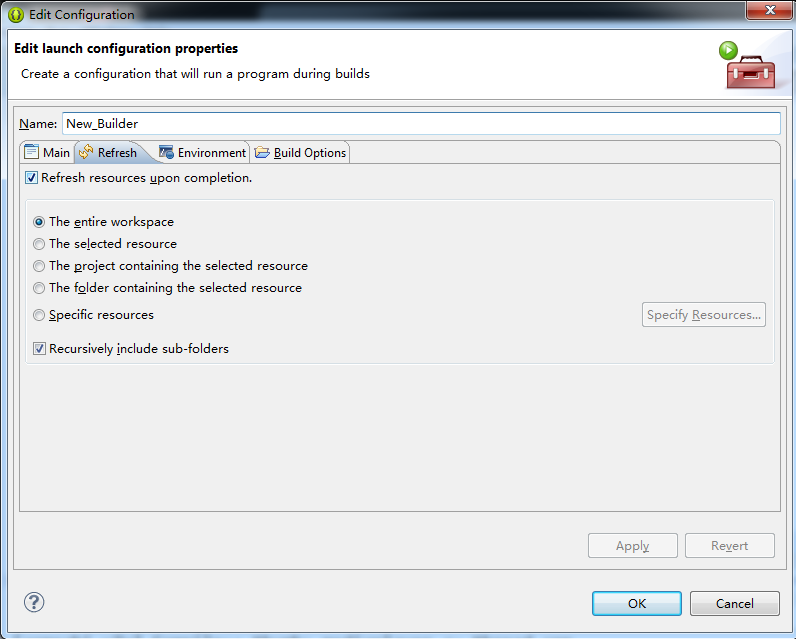 Edit Configuration
Edit launch configuration properties
Create a configuration that will run a program during builds
Name: New_Builder
Main Refresh Environment Build Options
Refresh resources upon completion.
The entire workspace
The selected resource
The project containing the selected resource
The folder containing the selected resource
Specific resources Specify Resources...
Recursively include sub-folders
Apply Revert
? OK Cancel